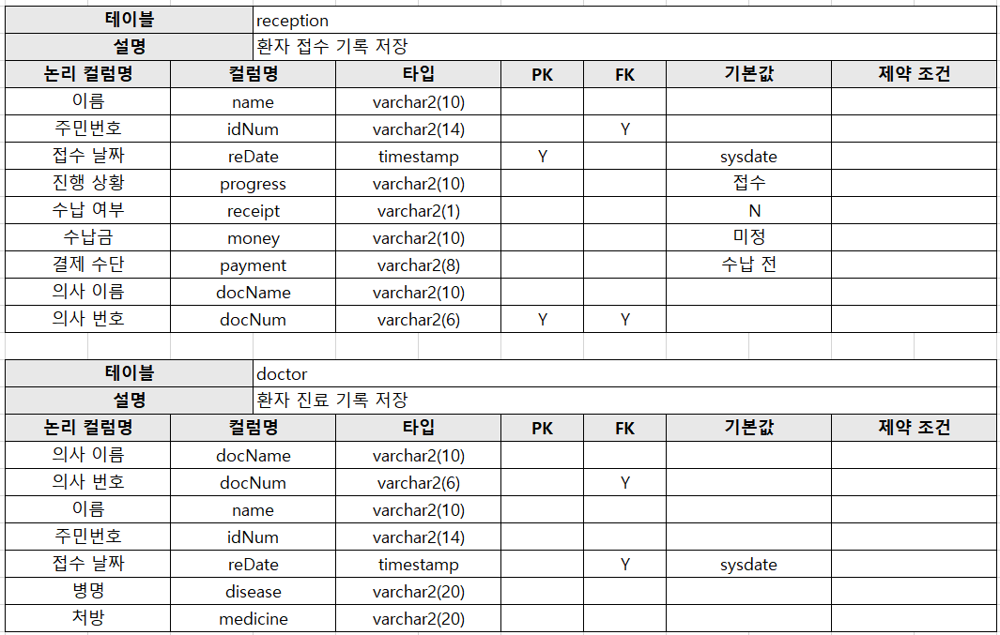 테이블 reception
설명 환자 접수 기록 저장
논리 컬럼명 컬럼명 타입 PK FK 기본값 제약 조건
이름 name varchar2(10)
주민번호 idNum varchar2(14) Y
접수 날짜 reDate timestamp Y sysdate
진행 상황 progress varchar2(10) 접수
수납 여부 receipt varchar2(1) N
수납금 money varchar2(10) 미정
결제 수단 payment varchar2(8) 수납 전
의사 이름 docName varchar2(10)
의사 번호 docNum varchar2(6) Y Y
테이블 doctor
설명 환자 진료 기록 저장
논리 컬럼명 컬럼명 타입 PK FK 기본값 제약 조건
의사 이름 docName varchar2(10)
의사 번호 docNum varchar2(6) Y
이름 name varchar2(10)
주민번호 idNum varchar2(14)
접수 날짜 reDate timestamp Y sysdate
병명 disease varchar2(20)
처방 medicine varchar2(20)